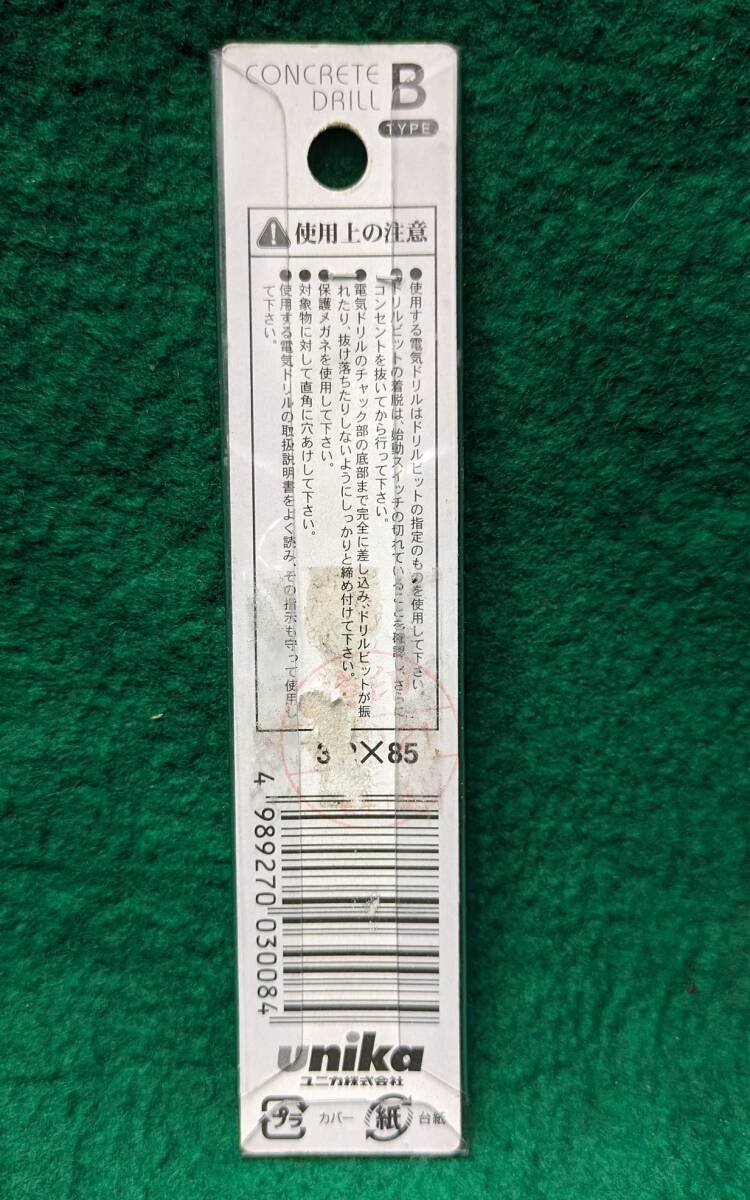 CONCRETE
DRILL B
TYPE
使用上の注意
●使用する電気ドリルはドリルビットの指定のものを使用して下さい。
●ドリルビットの着脱は、始動スイッチの切れていることを確認し、さらに
コンセントを抜いてから行って下さい。
●電気ドリルのチャック部の底部まで完全に差し込み、ドリルビットが振
れたり、抜け落ちたりしないようにしっかりと締め付けて下さい。
●保護メガネを使用して下さい。
●対象物に対して直角に穴あけして下さい。
●使用する電気ドリルの取扱説明書をよく読み、その指示も守って使用し
て下さい。
×85
4 989270 030084
unika
ユニカ株式会社
プラ カバー 紙 台紙